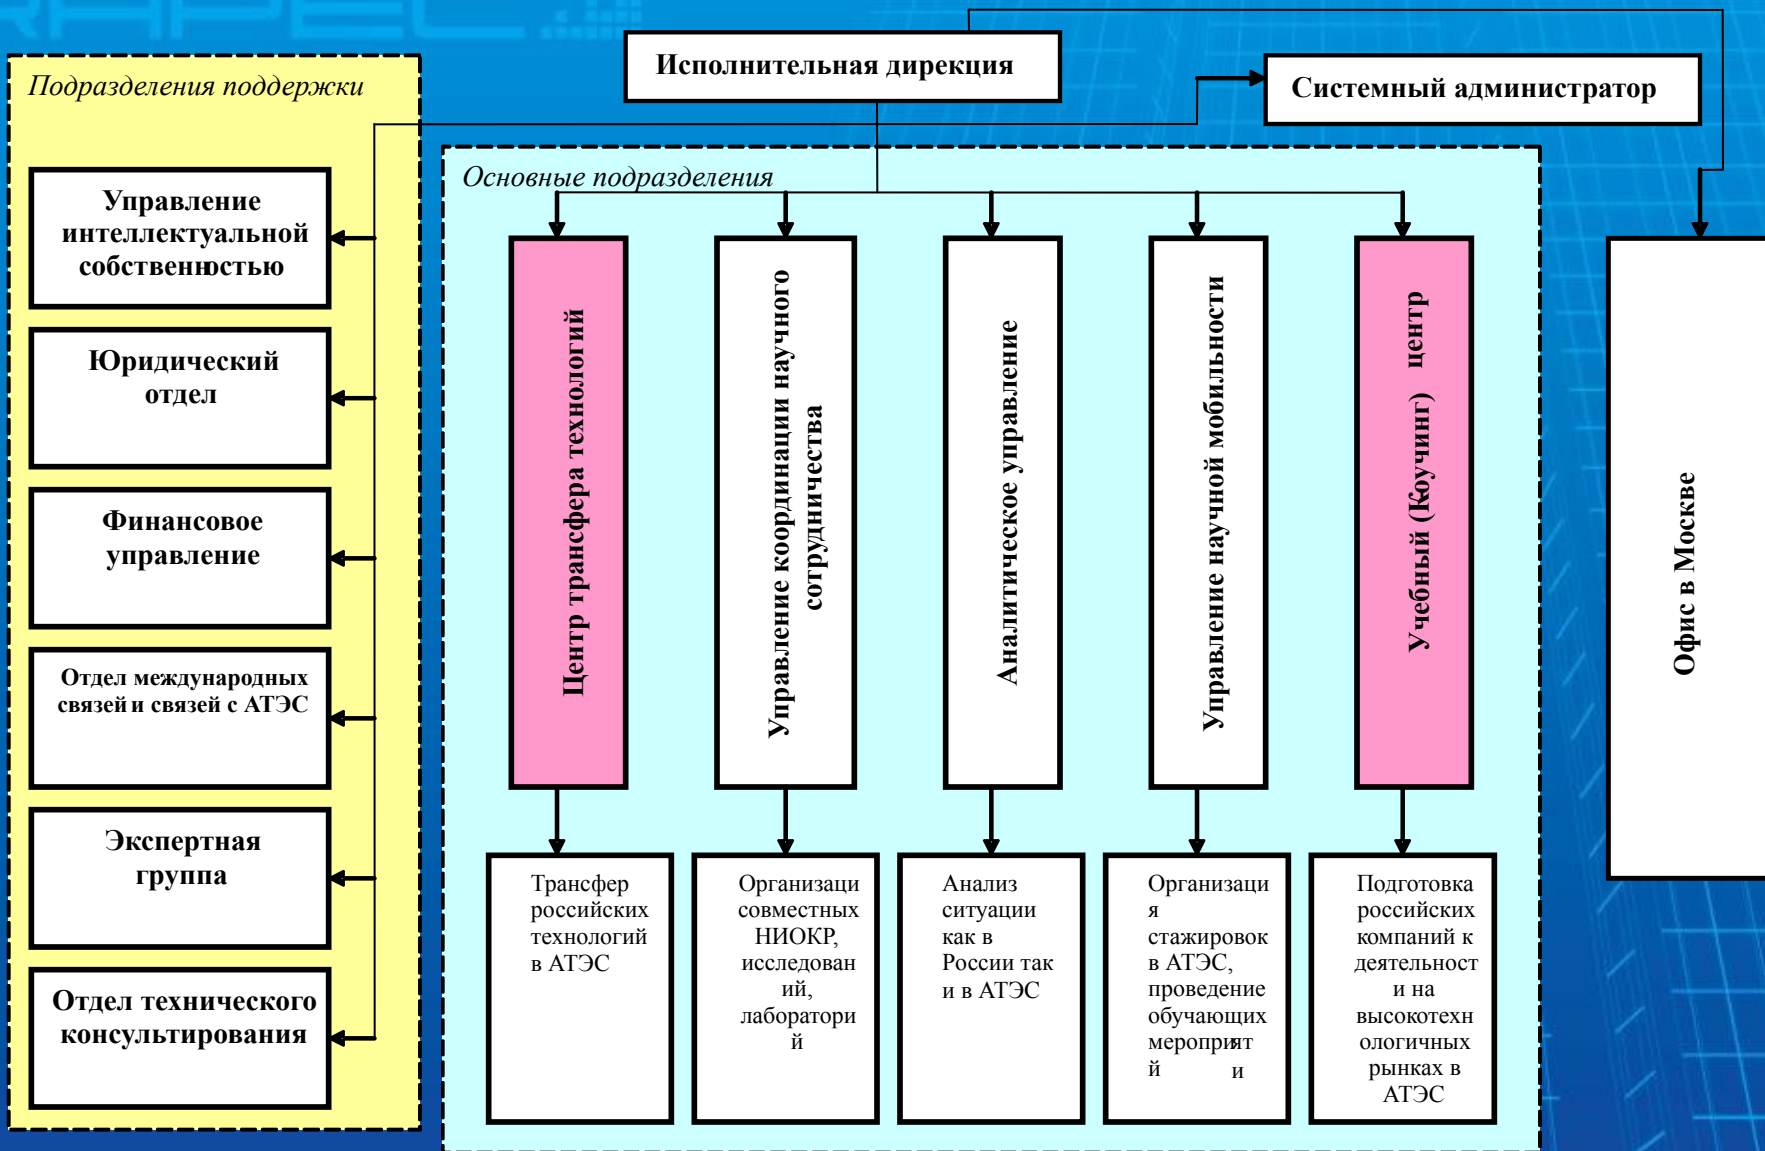 RAPEC
Исполнительная дирекция
Системный администратор
Подразделения поддержки
Управление
интеллектуальной
собственностью
Юридический
отдел
Финансовое
управление
Отдел международных
связей и связей с АТЭС
Экспертная
группа
Отдел технического
консультирования
Основные подразделения
Центр трансфера технологий
Управление координации научного
сотрудничества
Аналитическое управление
Управление научной мобильности
Учебный (Коучинг) центр
Офис в Москве
Трансфер
российских
технологий
в АТЭС
Организаци
совместных
НИОКР,
исследован
ий,
лаборатори
й
Анализ
ситуации
как в
России так
и в АТЭС
Организаци
я
стажировок
в АТЭС,
проведение
обучающих
мероприят
й и
Подготовка
российских
компаний к
деятельност
и на
высокотехн
ологичных
рынках в
АТЭС